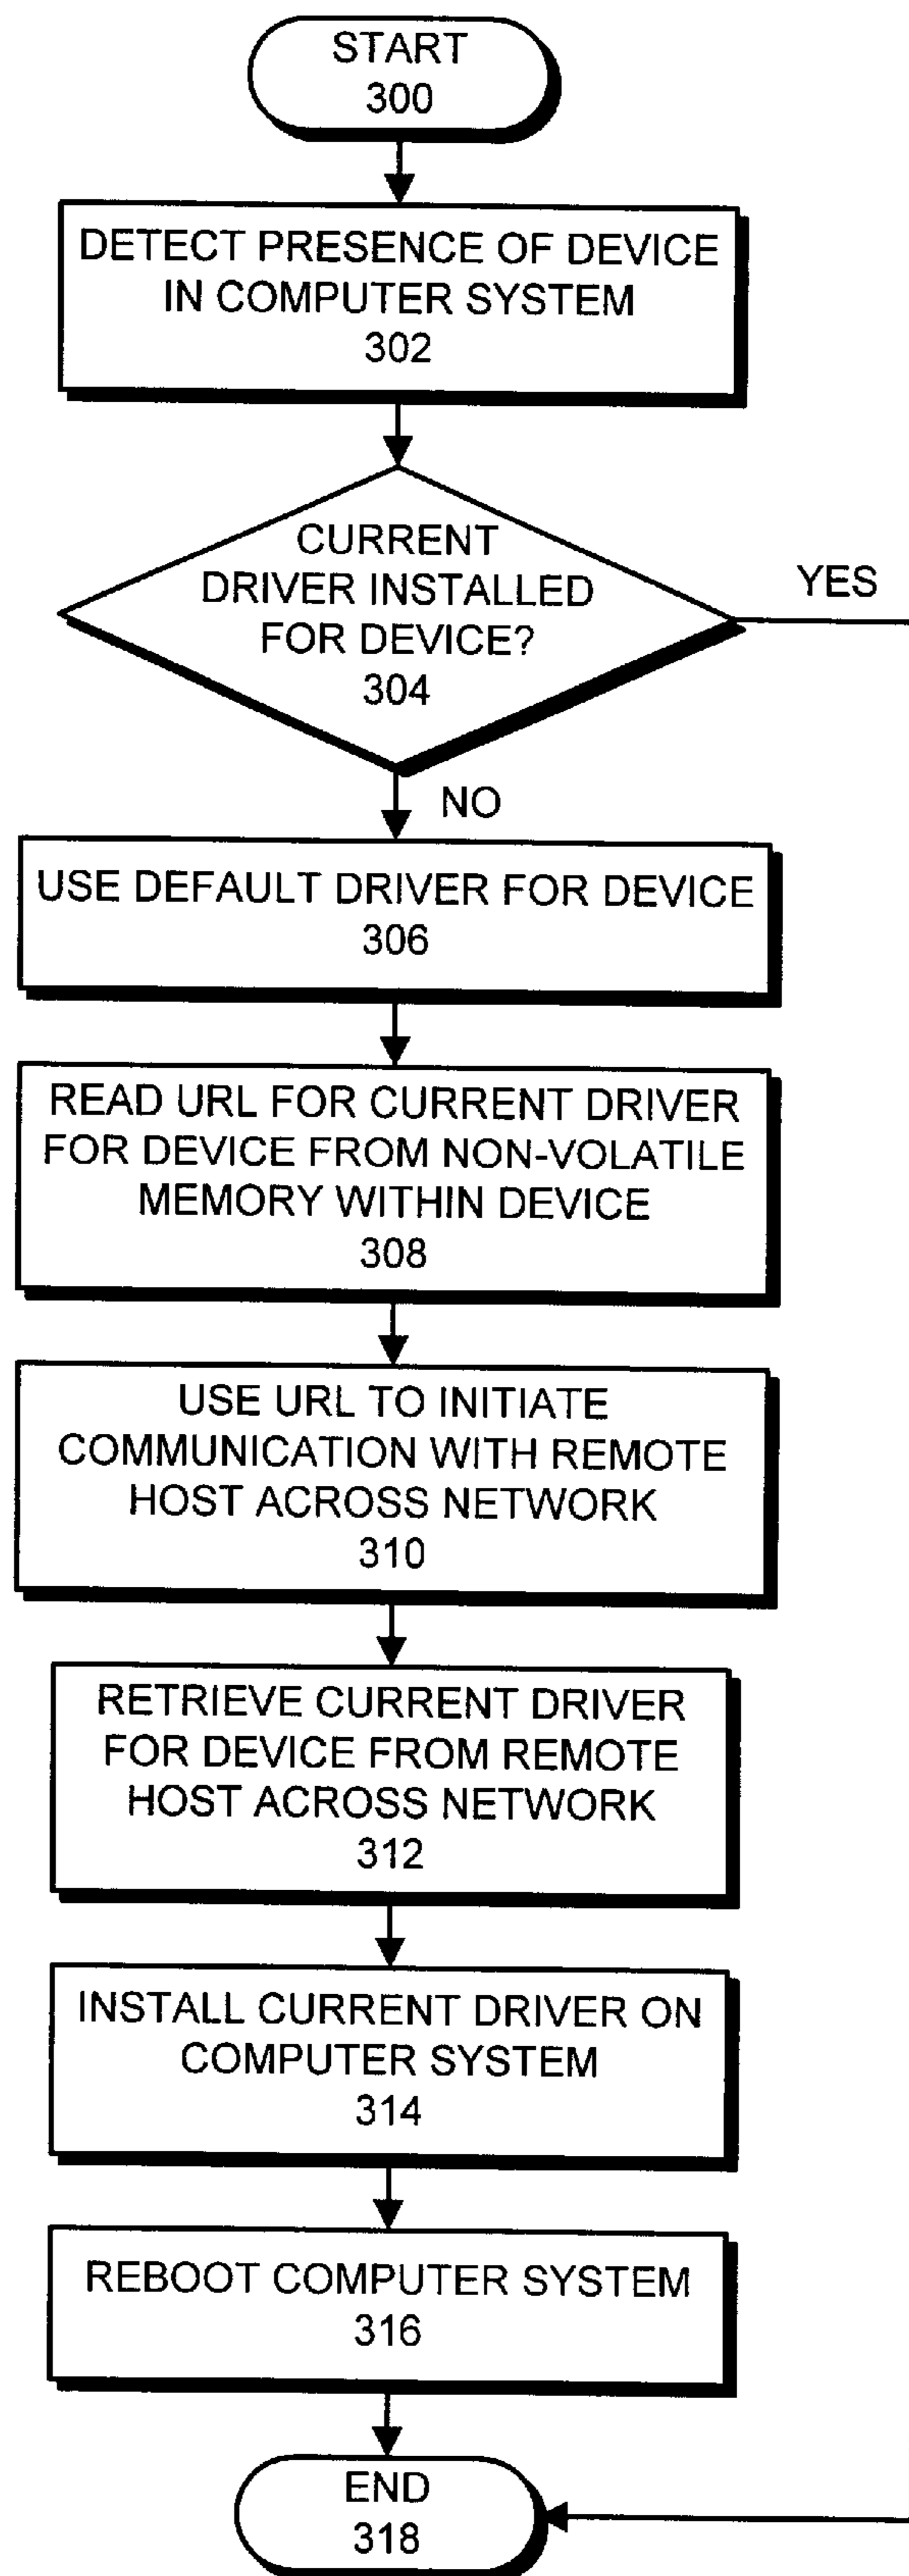 START
300
DETECT PRESENCE OF DEVICE
IN COMPUTER SYSTEM
302
CURRENT
DRIVER INSTALLED
FOR DEVICE?
304
YES
NO
USE DEFAULT DRIVER FOR DEVICE
306
READ URL FOR CURRENT DRIVER
FOR DEVICE FROM NON-VOLATILE
MEMORY WITHIN DEVICE
308
USE URL TO INITIATE
COMMUNICATION WITH REMOTE
HOST ACROSS NETWORK
310
RETRIEVE CURRENT DRIVER
FOR DEVICE FROM REMOTE
HOST ACROSS NETWORK
312
INSTALL CURRENT DRIVER ON
COMPUTER SYSTEM
314
REBOOT COMPUTER SYSTEM
316
END
318